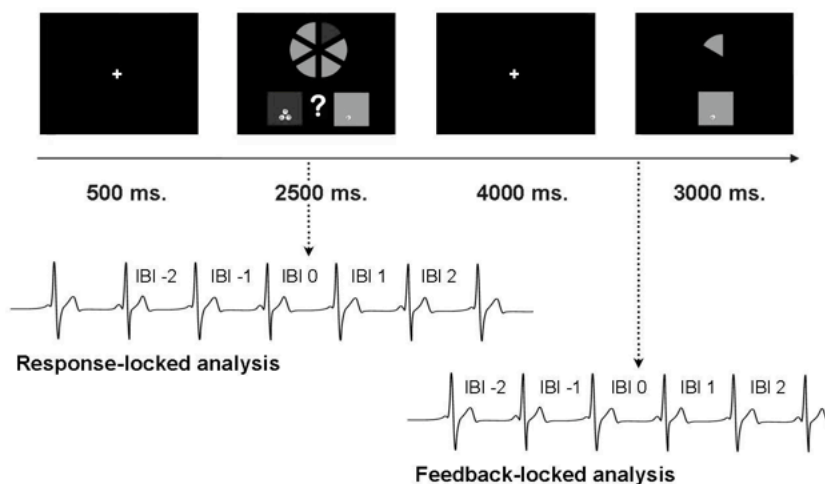 ?
500 ms. 2500 ms. 4000 ms. 3000 ms.
IBI -2 IBI -1 IBI 0 IBI 1 IBI 2
Response-locked analysis
IBI -2 IBI -1 IBI 0 IBI 1 IBI 2
Feedback-locked analysis